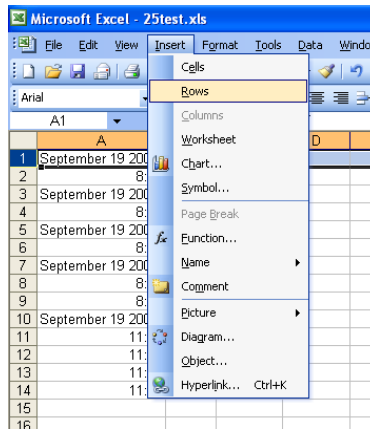 Microsoft Excel - 25test.xls
File Edit View Insert Format Tools Data Windo
Arial
A1
A D
1 September 19 200
2 8:
3 September 19 200
4 8:
5 September 19 200
6 8:
7 September 19 200
8 8:
9 8:
10 September 19 200
11 11:
12 11:
13 11:
14 11:
15
16
Cells
Rows
Columns
Worksheet
Chart...
Symbol...
Page Break
fx Function...
Name
Comment
Picture
Diagram...
Object...
Hyperlink... Ctrl+K